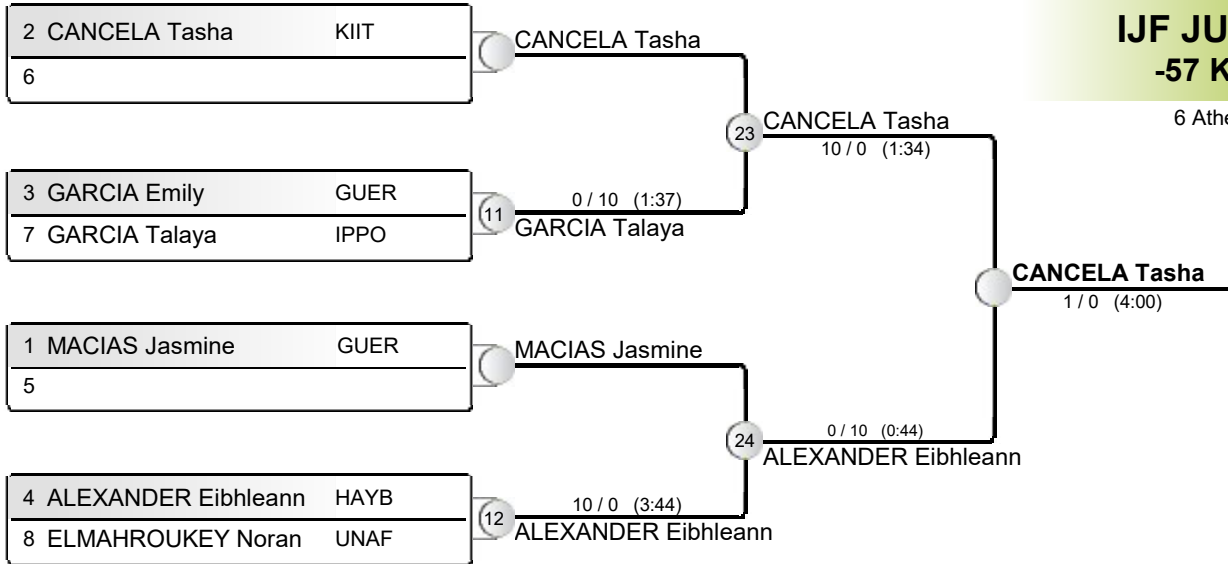 IJF JU
-57 K
6 Athe
2 CANCELA Tasha KIIT
6
CANCELA Tasha
23
CANCELA Tasha
10 / 0 (1:34)
3 GARCIA Emily GUER
7 GARCIA Talaya IPPO
11
0 / 10 (1:37)
GARCIA Talaya
CANCELA Tasha
1 / 0 (4:00)
1 MACIAS Jasmine GUER
5
MACIAS Jasmine
24
0 / 10 (0:44)
ALEXANDER Eibhleann
4 ALEXANDER Eibhleann HAYB
8 ELMAHROUKEY Noran UNAF
12
10 / 0 (3:44)
ALEXANDER Eibhleann